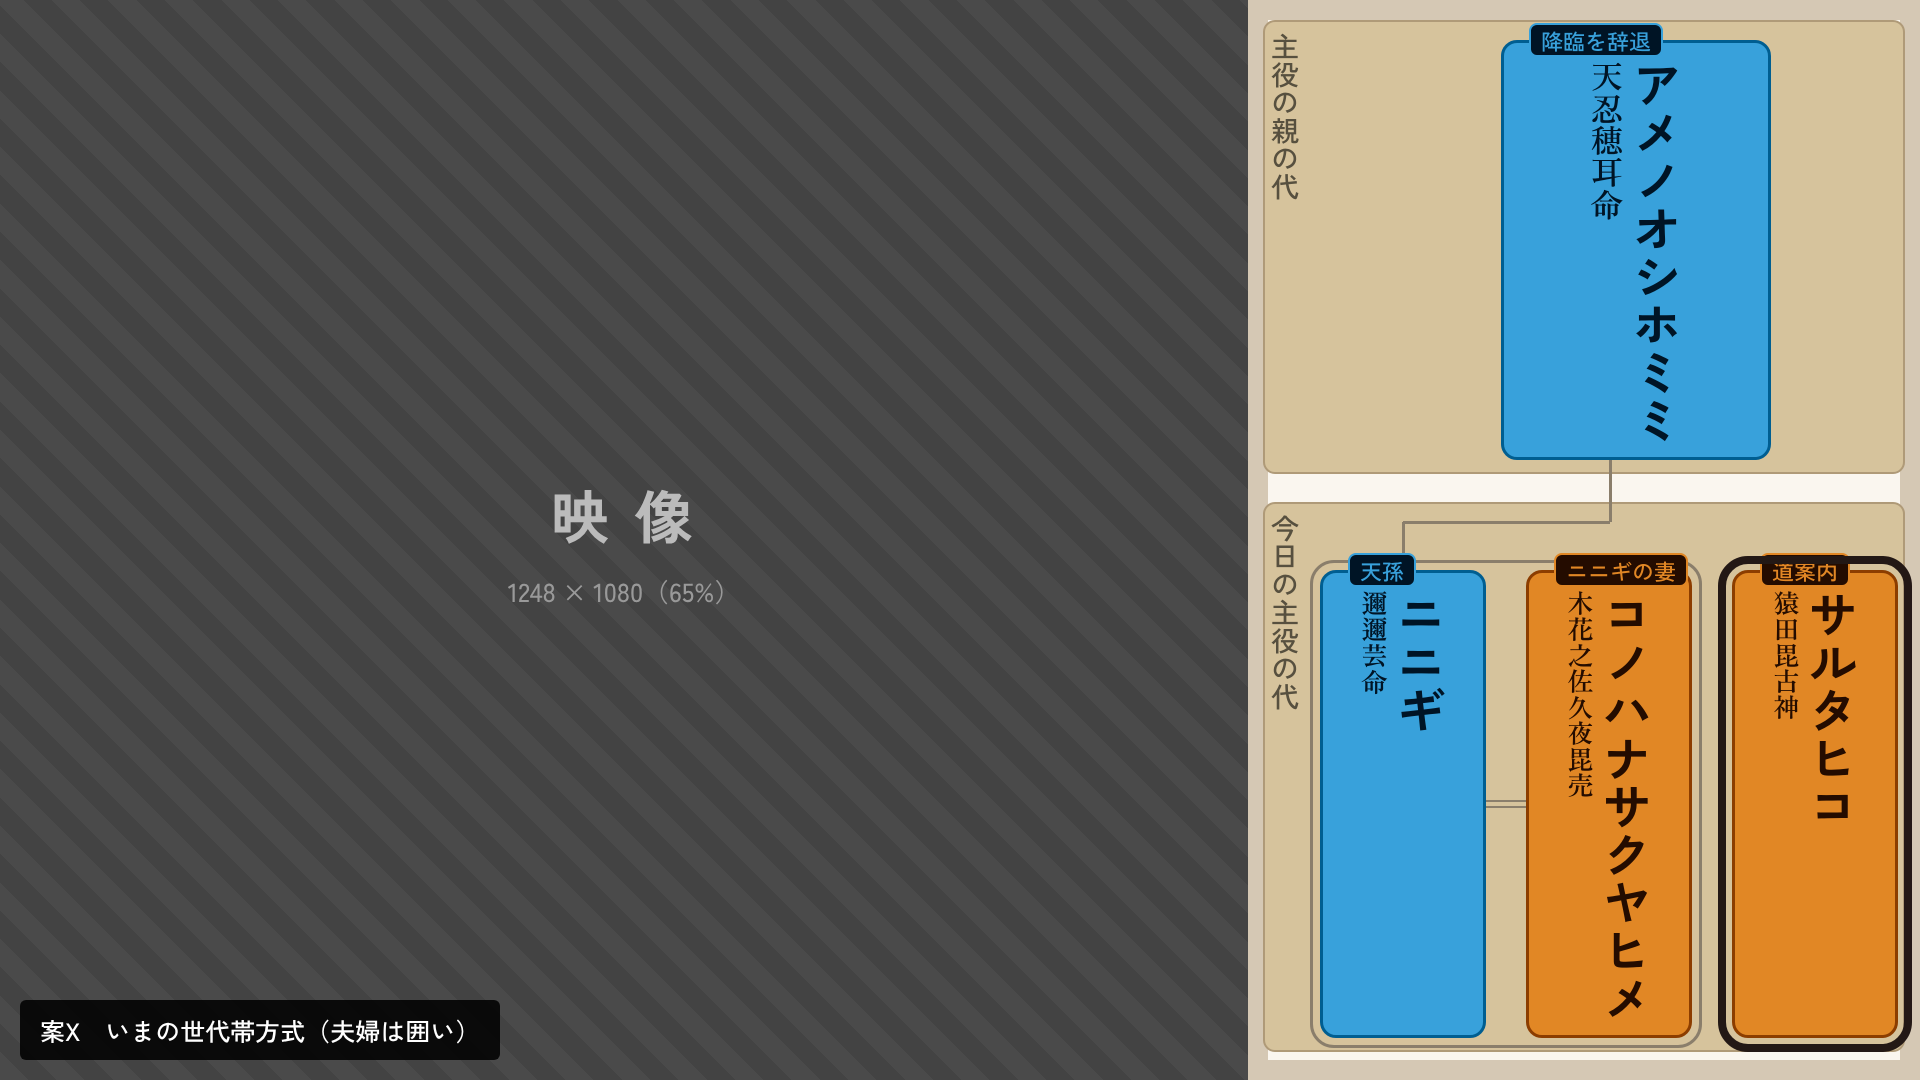 映像
1248 × 1080（65%）
案X　いまの世代帯方式（夫婦は囲い）
主役の親の代
降臨を辞退
アメノオシホミミ
天忍穂耳命
今日の主役の代
天孫
ニニギ
邇邇芸命
ニニギの妻
コノハナサクヤヒメ
木花之佐久夜毘売
道案内
サルタヒコ
猿田毘古神